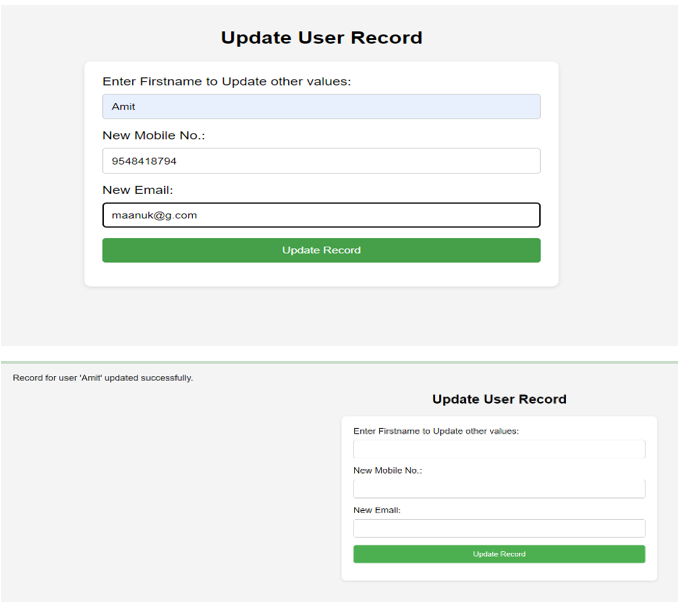 Update User Record
Enter Firstname to Update other values:
Amit
New Mobile No.:
9548418794
New Email:
maanuk@g.com
Update Record
Record for user 'Amit' updated successfully.
Update User Record
Enter Firstname to Update other values:
New Mobile No.:
New Email:
Update Record